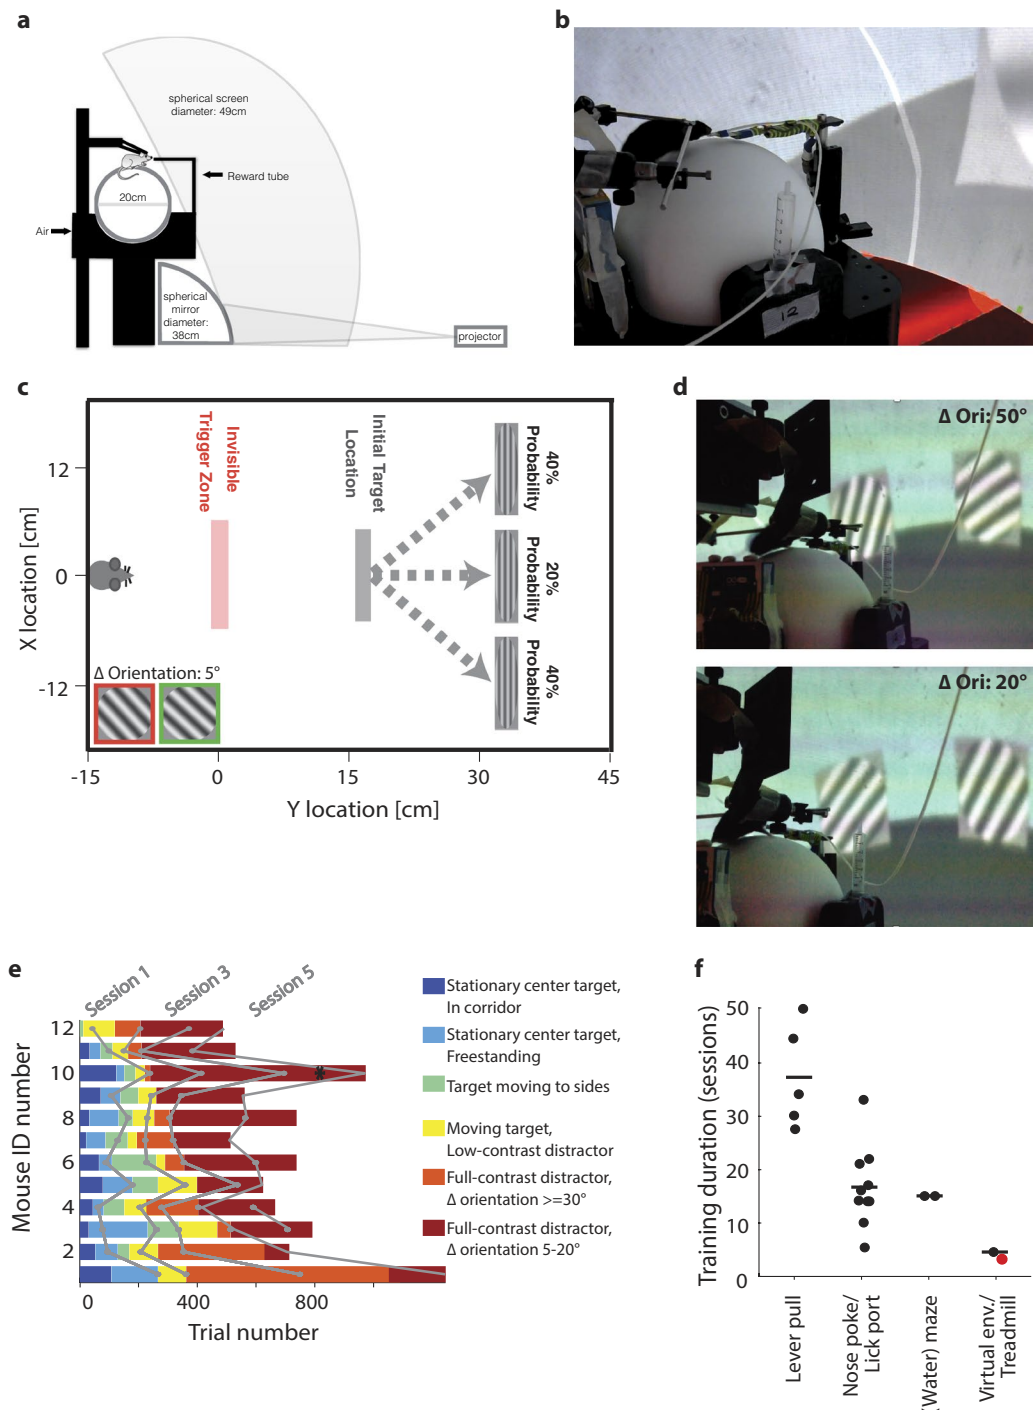 a
spherical screen
diameter: 49cm
Reward tube
20cm
Air
spherical
mirror
diameter:
38cm
projector
b
12
c
X location [cm]
12
0
-12
Invisible
Trigger Zone
Initial Target
Location
40%
Probability
20%
Probability
40%
Probability
Δ Orientation: 5°
-15
0
15
30
45
Y location [cm]
d
Δ Ori: 50°
Δ Ori: 20°
e
Session 1
Session 3
Session 5
Mouse ID number
12
10
8
6
4
2
*
0
400
800
Trial number
Stationary center target,
In corridor
Stationary center target,
Freestanding
Target moving to sides
Moving target,
Low-contrast distractor
Full-contrast distractor,
Δ orientation >=30°
Full-contrast distractor,
Δ orientation 5-20°
f
Training duration (sessions)
50
40
30
20
10
0
Lever pull
Nose poke/
Lick port
(Water) maze
Virtual env./
Treadmill